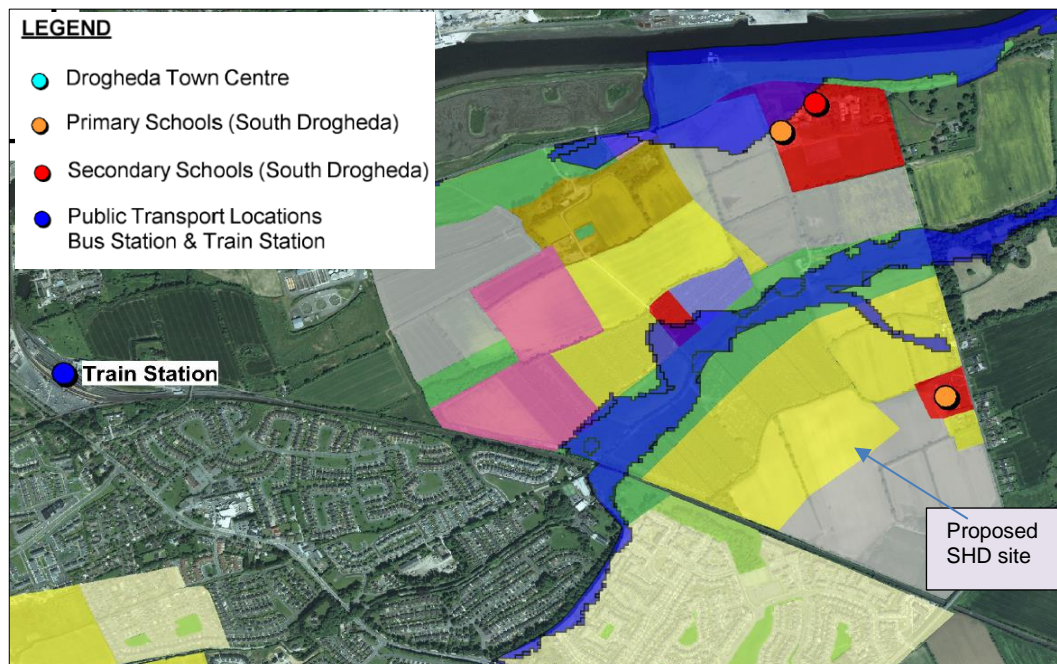 LEGEND
Drogheda Town Centre
Primary Schools (South Drogheda)
Secondary Schools (South Drogheda)
Public Transport Locations
Bus Station & Train Station
Train Station
Proposed
SHD site